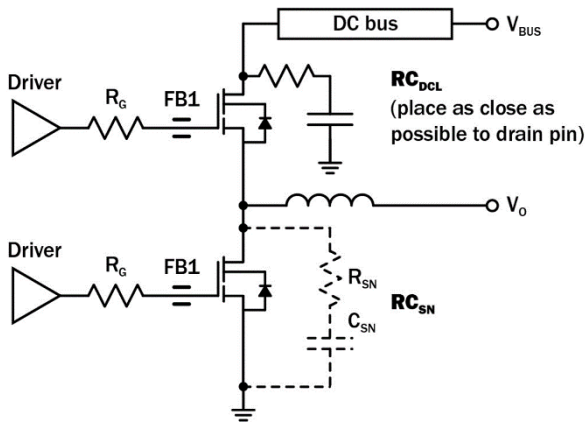 DC bus
V_BUS
Driver
R_G
FB1
RC_DCL
(place as close as
possible to drain pin)
V_O
Driver
R_G
FB1
R_SN
C_SN
RC_SN